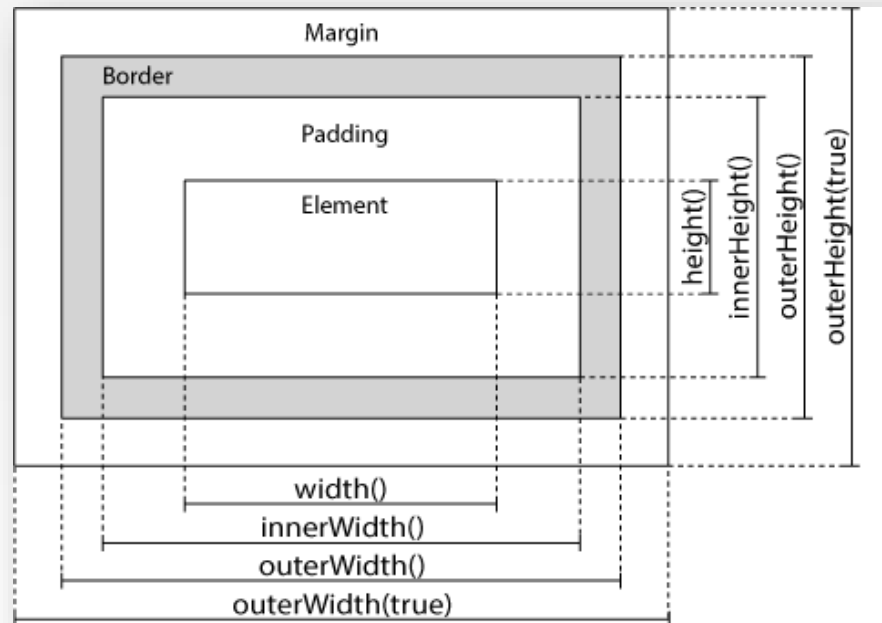 Margin
Border
Padding
Element
height()
innerHeight()
outerHeight()
outerHeight(true)
width()
innerWidth()
outerWidth()
outerWidth(true)